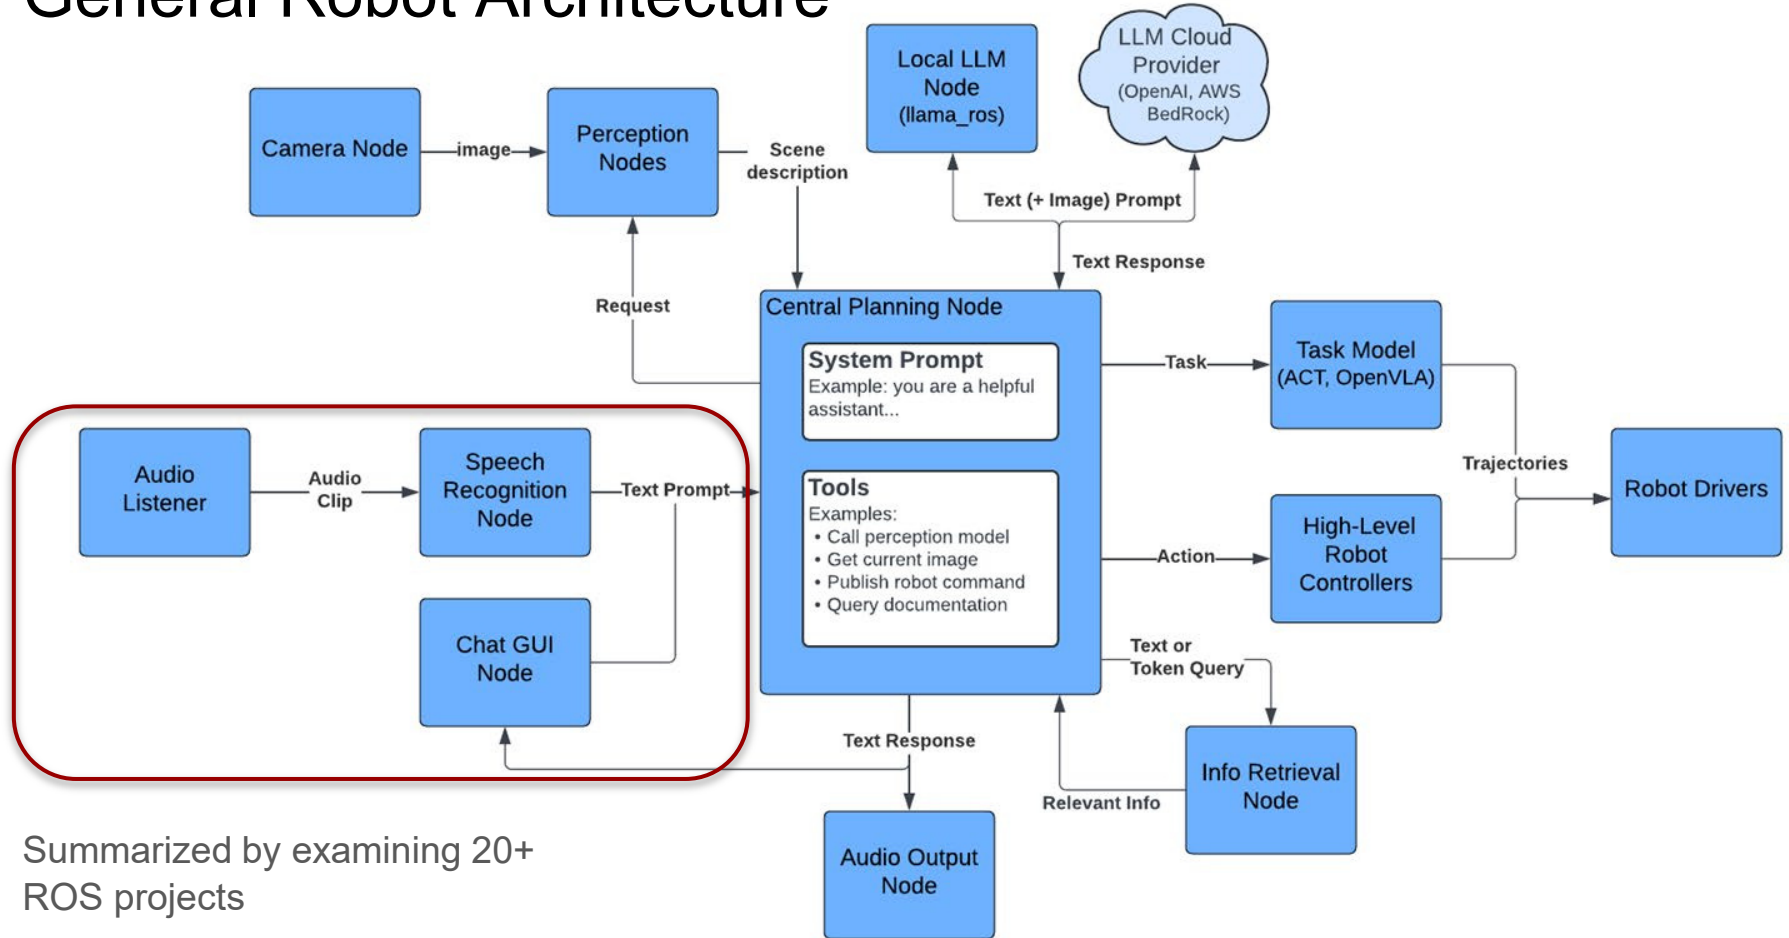 General Robot Architecture
Local LLM
Node
(llama_ros)
LLM Cloud
Provider
(OpenAI, AWS
BedRock)
Camera Node
image
Perception
Nodes
Scene
description
Text (+ Image) Prompt
Text Response
Request
Central Planning Node
System Prompt
Example: you are a helpful
assistant...
Tools
Examples:
• Call perception model
• Get current image
• Publish robot command
• Query documentation
Task
Task Model
(ACT, OpenVLA)
Trajectories
Robot Drivers
Action
High-Level
Robot
Controllers
Audio
Listener
Audio
Clip
Speech
Recognition
Node
Text Prompt
Chat GUI
Node
Text or
Token Query
Text Response
Relevant Info
Info Retrieval
Node
Audio Output
Node
Summarized by examining 20+
ROS projects